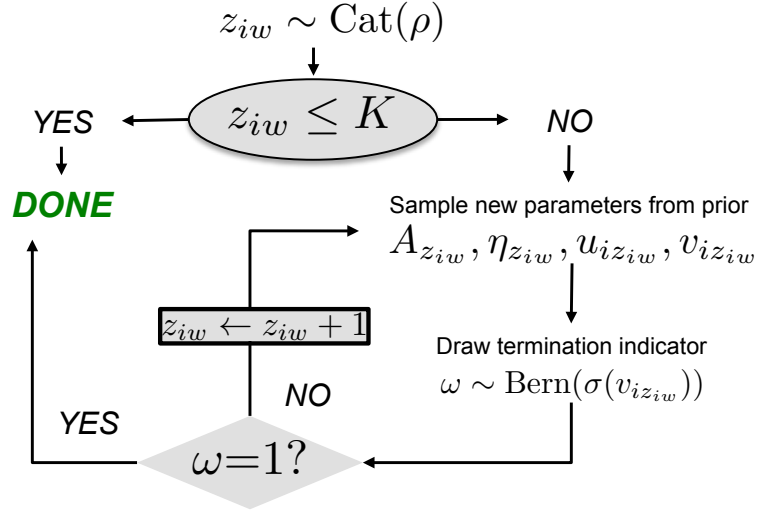 z_{iw} ∼ Cat(ρ)
z_{iw} ≤ K
YES
NO
DONE
Sample new parameters from prior
A_{z_{iw}}, η_{z_{iw}}, u_{iz_{iw}}, v_{iz_{iw}}
z_{iw} ← z_{iw} + 1
Draw termination indicator
ω ∼ Bern(σ(v_{iz_{iw}}))
NO
YES
ω=1?